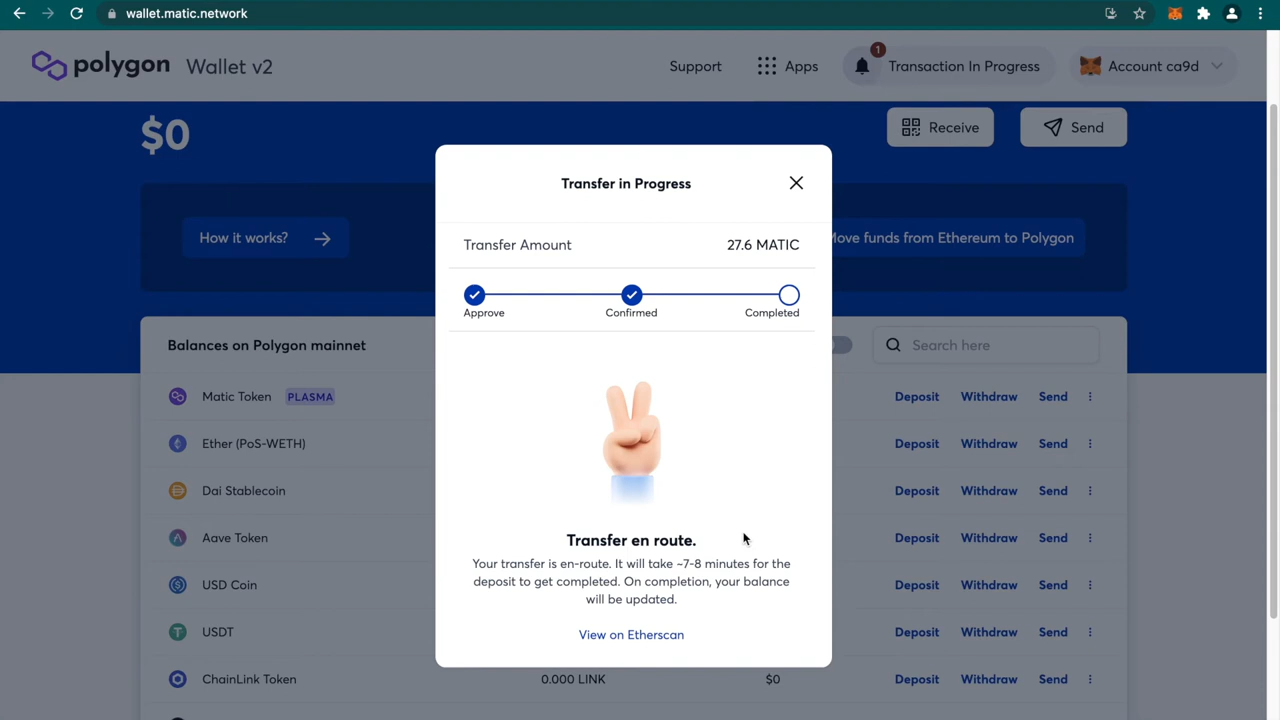 wallet.matic.network
polygon Wallet v2
Support
Apps
1
Transaction In Progress
Account ca9d
$0
Receive
Send
How it works?
Move funds from Ethereum to Polygon
Transfer in Progress
Transfer Amount 27.6 MATIC
Approve Confirmed Completed
Transfer en route.
Your transfer is en-route. It will take ~7-8 minutes for the
deposit to get completed. On completion, your balance
will be updated.
View on Etherscan
Balances on Polygon mainnet
Search here
Matic Token PLASMA Deposit Withdraw Send
Ether (PoS-WETH) Deposit Withdraw Send
Dai Stablecoin Deposit Withdraw Send
Aave Token Deposit Withdraw Send
USD Coin Deposit Withdraw Send
USDT Deposit Withdraw Send
ChainLink Token 0.000 LINK $0 Deposit Withdraw Send